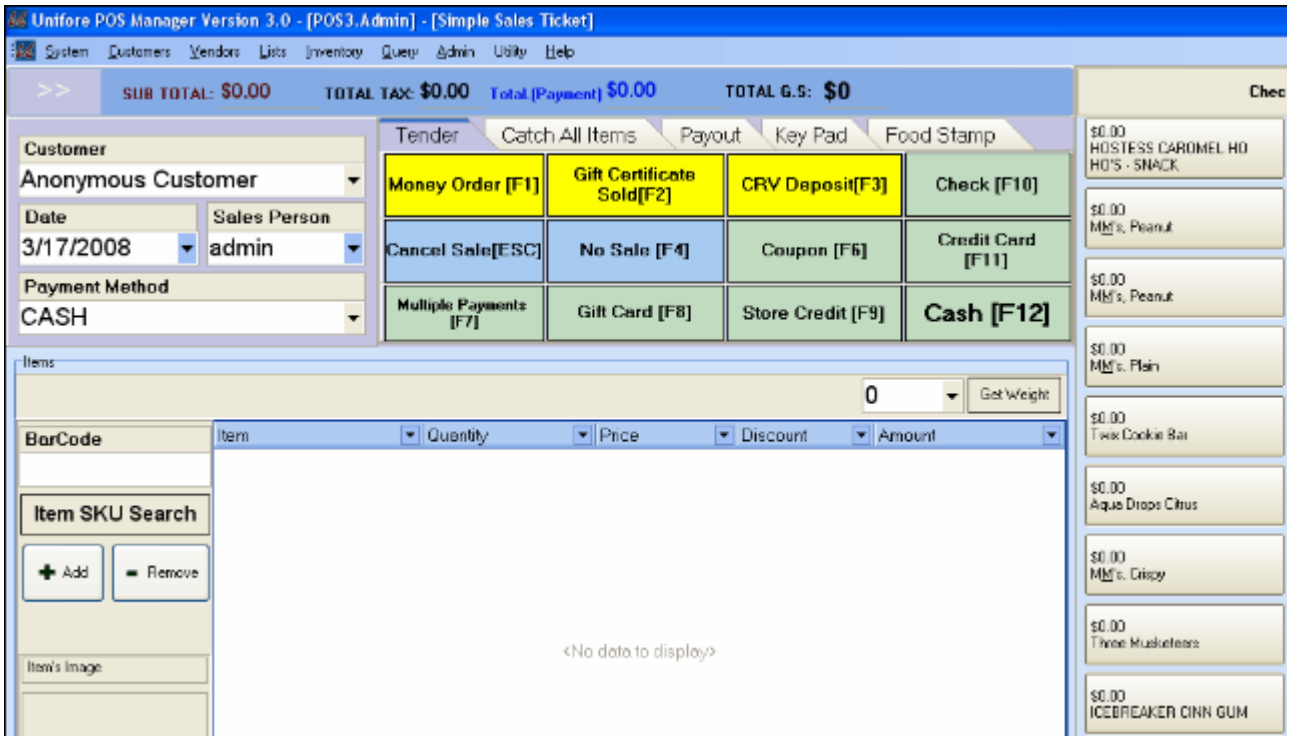 Unifore POS Manager Version 3.0 - [POS3.Admin] - [Simple Sales Ticket]
System Customers Vendors Lists Inventory Query Admin Utility Help
>> SUB TOTAL: $0.00 TOTAL TAX: $0.00 Total.(Payment) $0.00 TOTAL G.S: $0
Chec
Customer
Anonymous Customer
Date Sales Person
3/17/2008 admin
Payment Method
CASH
Tender Catch All Items Payout Key Pad Food Stamp
Money Order [F1]
Gift Certificate
Sold[F2]
CRV Deposit[F3]
Check [F10]
Cancel Sale[ESC]
No Sale [F4]
Coupon [F6]
Credit Card
[F11]
Multiple Payments
[F7]
Gift Card [F8]
Store Credit [F9]
Cash [F12]
Items
0 Get Weight
BarCode
Item Quantity Price Discount Amount
Item SKU Search
Add Remove
<No data to display>
Item's Image
$0.00
HOSTESS CAROMEL HO
HO'S - SNACK
$0.00
MM's, Peanut
$0.00
MM's, Peanut
$0.00
MM's. Plain
$0.00
Twix Cookie Bar
$0.00
Aqua Drops Citrus
$0.00
MM's. Crispy
$0.00
Three Musketeers
$0.00
ICEBREAKER CINN GUM